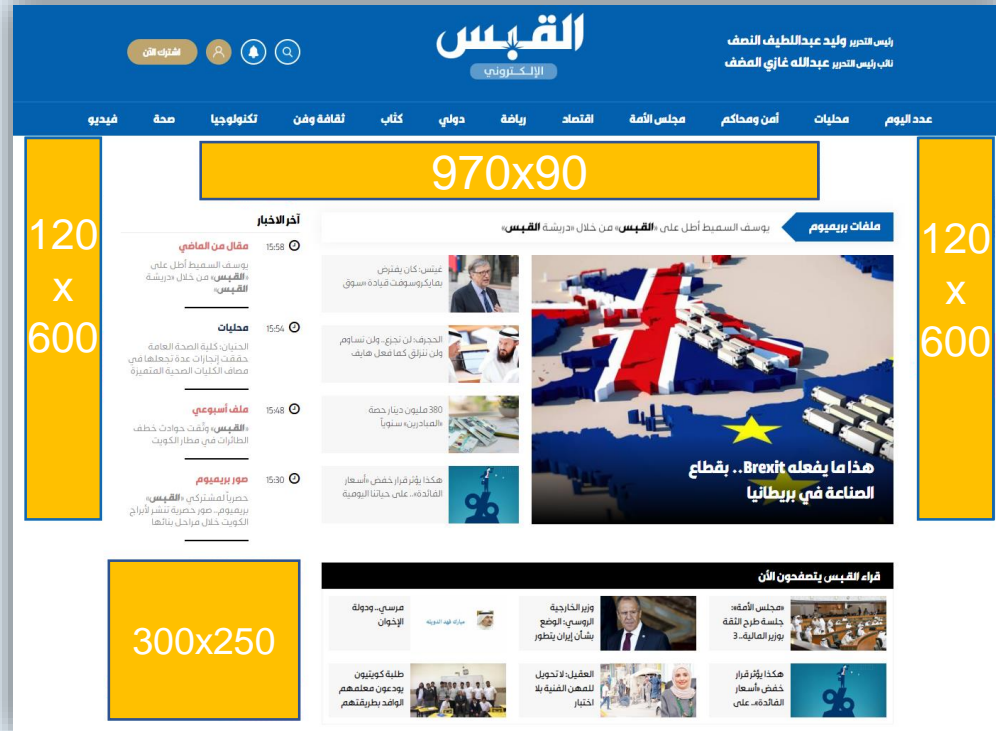 القبس
الإلـكـتروني
رئيس التحرير وليد عبداللطيف النصف
نائب رئيس التحرير عبدالله غازي المضف
اشترك الآن
عدد اليوم
محليات
أمن ومحاكم
مجلس الأمة
اقتصاد
رياضة
دولي
كتّاب
ثقافة وفن
تكنولوجيا
صحة
فيديو
970x90
120
x
600
120
x
600
ملفات بريميوم
يوسف السميط أطل على «القبس» من خلال «دريشة القبس»
هذا ما يفعله Brexit.. بقطاع
الصناعة في بريطانيا
غيتس: كان يفترض
بمايكروسوفت قيادة «سوق
الحجرف: لن نجزع.. ولن نساوم
ولن ننزلق كما فعل هايف
380 مليون دينار حصة
«المبادرين» سنوياً
هكذا يؤثر قرار خفض «أسعار
الفائدة».. على حياتنا اليومية
آخر الاخبار
15:58 مقال من الماضي
يوسف السميط أطل على
«القبس» من خلال «دريشة
القبس»
15:54 محليات
الجنيان: كلية الصحة العامة
حققت إنجازات عدة تجعلها في
مصاف الكليات الصحية المتميزة
15:48 ملف أسبوعي
«القبس» وثّقت حوادث خطف
الطائرات في مطار الكويت
15:30 صور بريميوم
حصرياً لمشتركي «القبس»
بريميوم.. صور حصرية تنشر لأبراج
الكويت خلال مراحل بنائها
300x250
قراء القبس يتصفحون الأن
«مجلس الأمة»:
جلسة طرح الثقة
بوزير المالية.. 3
وزير الخارجية
الروسي: الوضع
بشأن إيران يتطور
مرسي.. ودولة
الإخوان
مبارك فهد الدويله
هكذا يؤثر قرار
خفض «أسعار
الفائدة».. على
العقيل: لا تحويل
للمهن الفنية بلا
اختبار
طلبة كويتيون
يودعون معلمهم
الوافد بطريقتهم